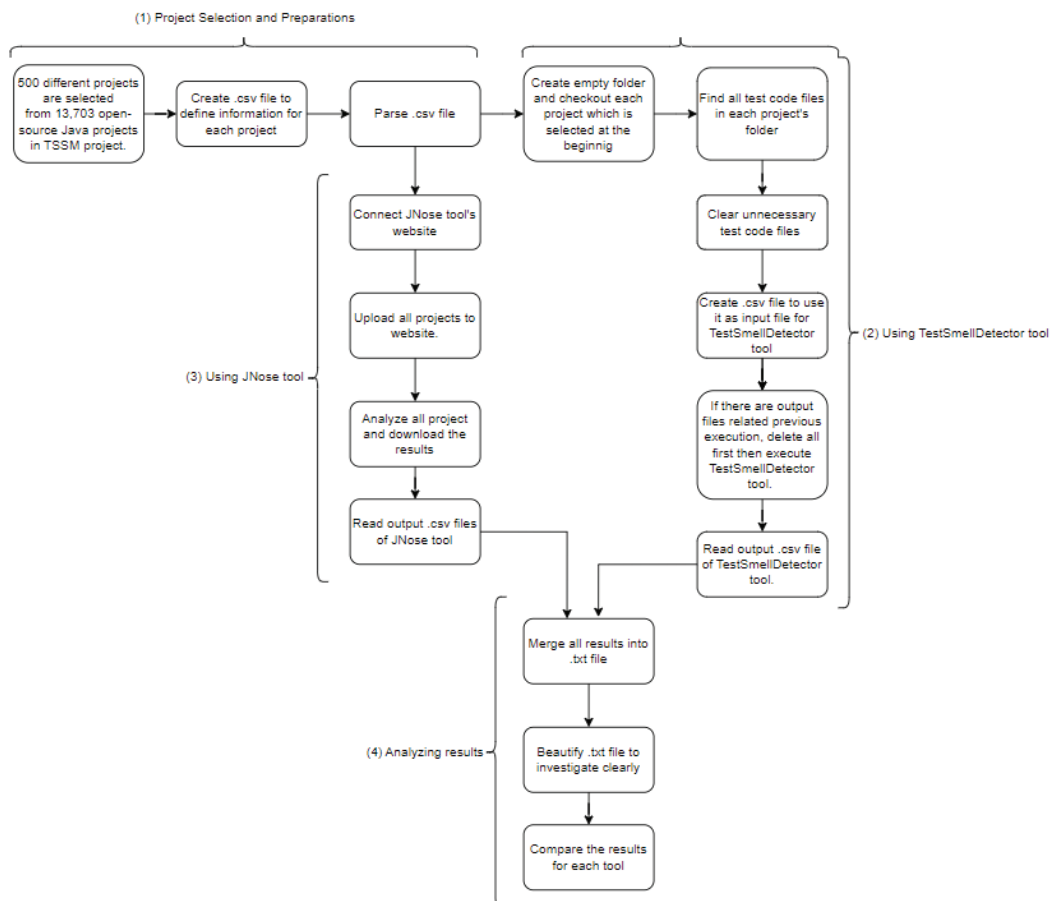 (1) Project Selection and Preparations
500 different projects
are selected
from 13,703 open-
source Java projects
in TSSM project.
Create .csv file to
define information for
each project
Parse .csv file
Create empty folder
and checkout each
project which is
selected at the
beginnig
Find all test code files
in each project's
folder
Connect JNose tool's
website
Upload all projects to
website.
(3) Using JNose tool
Analyze all project
and download the
results
Read output .csv files
of JNose tool
Clear unnecessary
test code files
Create .csv file to use
it as input file for
TestSmellDetector
tool
(2) Using TestSmellDetector tool
If there are output
files related previous
execution, delete all
first then execute
TestSmellDetector
tool.
Read output .csv file
of TestSmellDetector
tool.
Merge all results into
.txt file
(4) Analyzing results
Beautify .txt file to
investigate clearly
Compare the results
for each tool